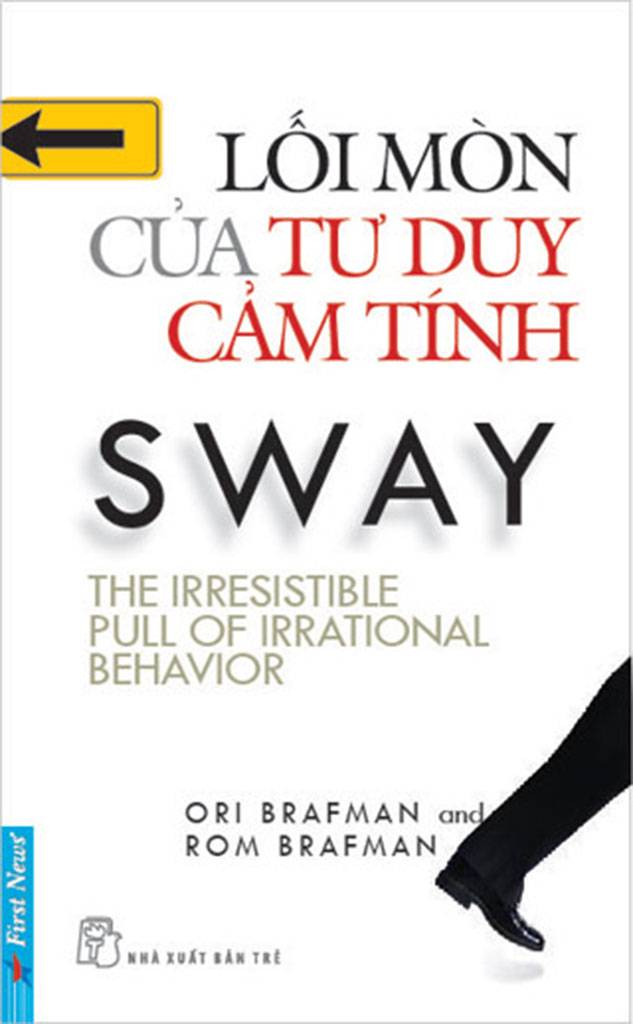 LỐI MÒN
CỦA TƯ DUY
CẢM TÍNH
SWAY
THE IRRESISTIBLE
PULL OF IRRATIONAL
BEHAVIOR
ORI BRAFMAN and
ROM BRAFMAN
First News
NHÀ XUẤT BẢN TRẺ